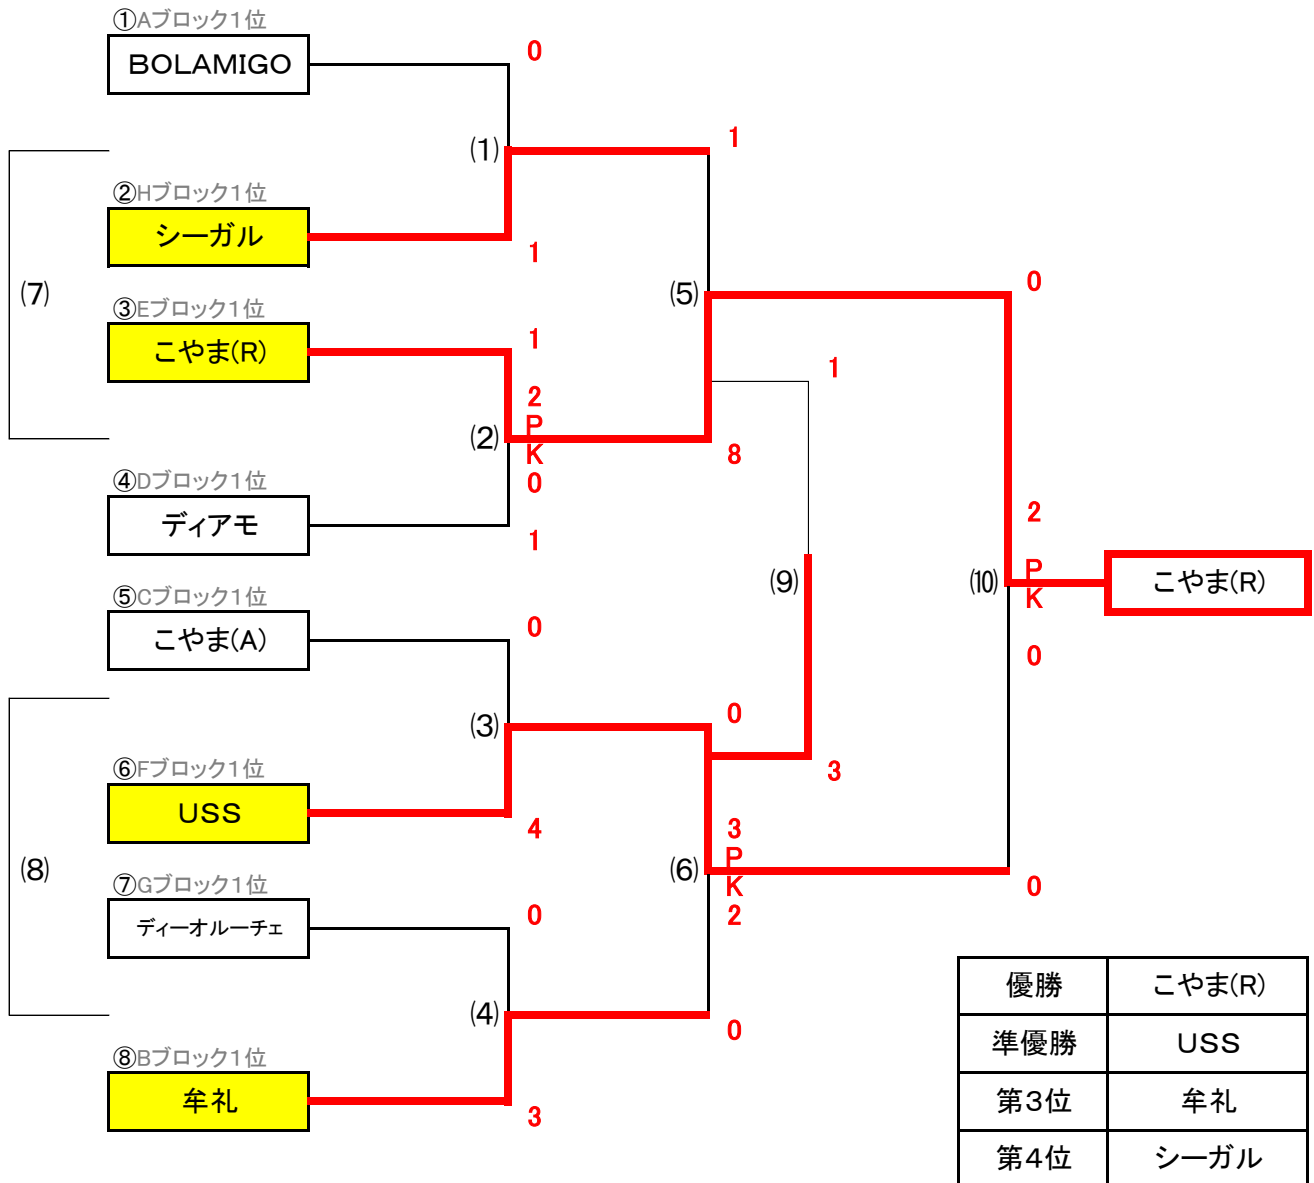 ①Aブロック1位
BOLAMIGO
0
(1)
1
②Hブロック1位
シーガル
1
(7)
(5)
0
③Eブロック1位
こやま(R)
1
2
P
K
0
(2)
8
1
④Dブロック1位
ディアモ
1
2
P
K
0
(9)
(10)
こやま(R)
⑤Cブロック1位
こやま(A)
0
(3)
0
3
⑥Fブロック1位
USS
4
3
P
K
2
(8)
(6)
0
⑦Gブロック1位
ディーオルーチェ
0
(4)
0
⑧Bブロック1位
牟礼
3
優勝 こやま(R)
準優勝 USS
第3位 牟礼
第4位 シーガル